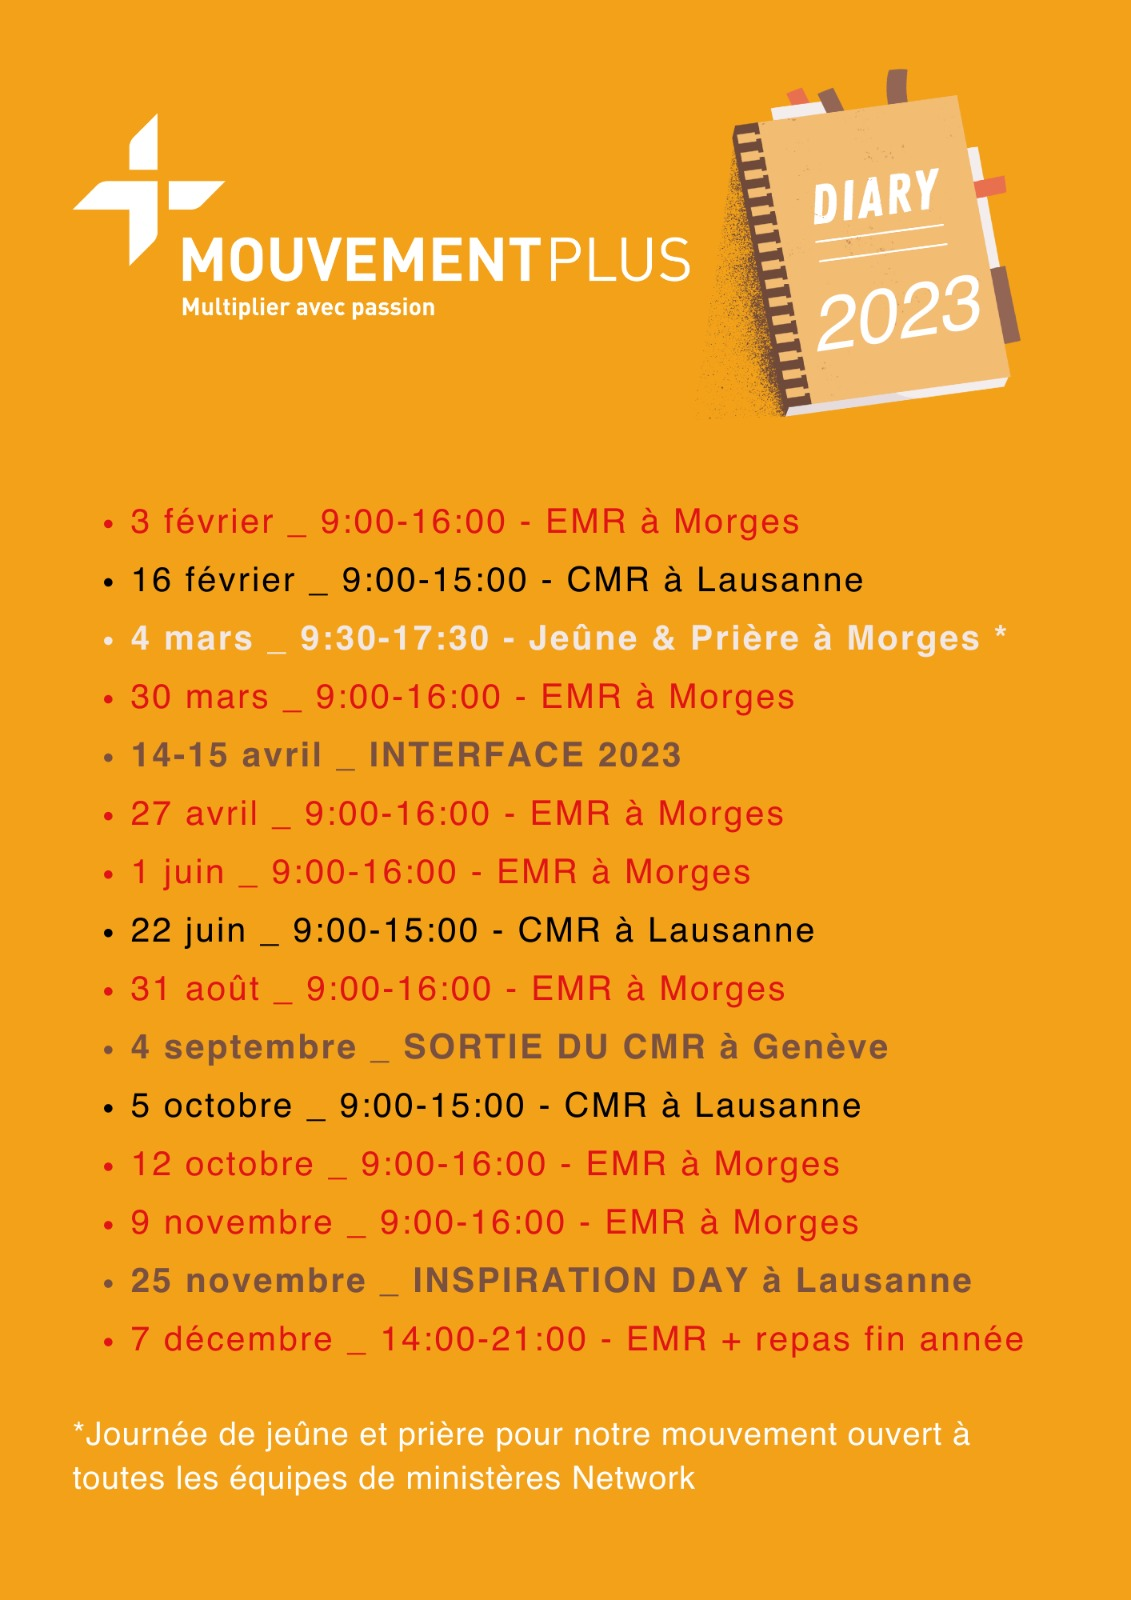 MOUVEMENTPLUS
Multiplier avec passion
DIARY
2023
• 3 février _ 9:00-16:00 - EMR à Morges
• 16 février _ 9:00-15:00 - CMR à Lausanne
• 4 mars _ 9:30-17:30 - Jeûne & Prière à Morges *
• 30 mars _ 9:00-16:00 - EMR à Morges
• 14-15 avril _ INTERFACE 2023
• 27 avril _ 9:00-16:00 - EMR à Morges
• 1 juin _ 9:00-16:00 - EMR à Morges
• 22 juin _ 9:00-15:00 - CMR à Lausanne
• 31 août _ 9:00-16:00 - EMR à Morges
• 4 septembre _ SORTIE DU CMR à Genève
• 5 octobre _ 9:00-15:00 - CMR à Lausanne
• 12 octobre _ 9:00-16:00 - EMR à Morges
• 9 novembre _ 9:00-16:00 - EMR à Morges
• 25 novembre _ INSPIRATION DAY à Lausanne
• 7 décembre _ 14:00-21:00 - EMR + repas fin année
*Journée de jeûne et prière pour notre mouvement ouvert à
toutes les équipes de ministères Network